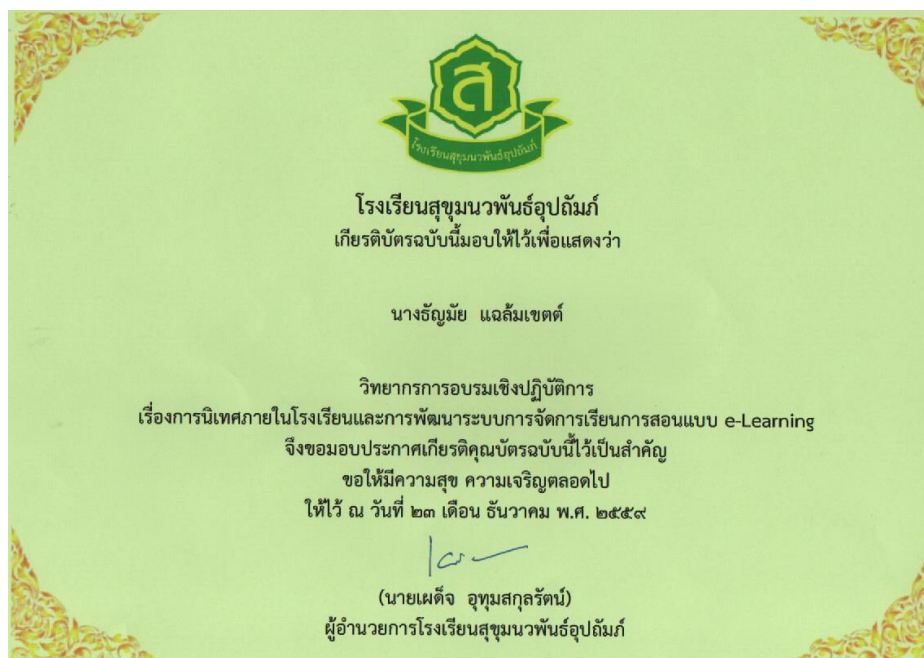 ส
โรงเรียนสุขุมนวพันธ์อุปถัมภ์
โรงเรียนสุขุมนวพันธ์อุปถัมภ์
เกียรติบัตรฉบับนี้มอบให้ไว้เพื่อแสดงว่า
นางธัญมัย แฉล้มเขตต์
วิทยากรการอบรมเชิงปฏิบัติการ
เรื่องการนิเทศภายในโรงเรียนและการพัฒนาระบบการจัดการเรียนการสอนแบบ e-Learning
จึงขอมอบประกาศเกียรติคุณบัตรฉบับนี้ไว้เป็นสำคัญ
ขอให้มีความสุข ความเจริญตลอดไป
ให้ไว้ ณ วันที่ ๒๓ เดือน ธันวาคม พ.ศ. ๒๕๕๙
(นายเผด็จ อุทุมสกุลรัตน์)
ผู้อำนวยการโรงเรียนสุขุมนวพันธ์อุปถัมภ์